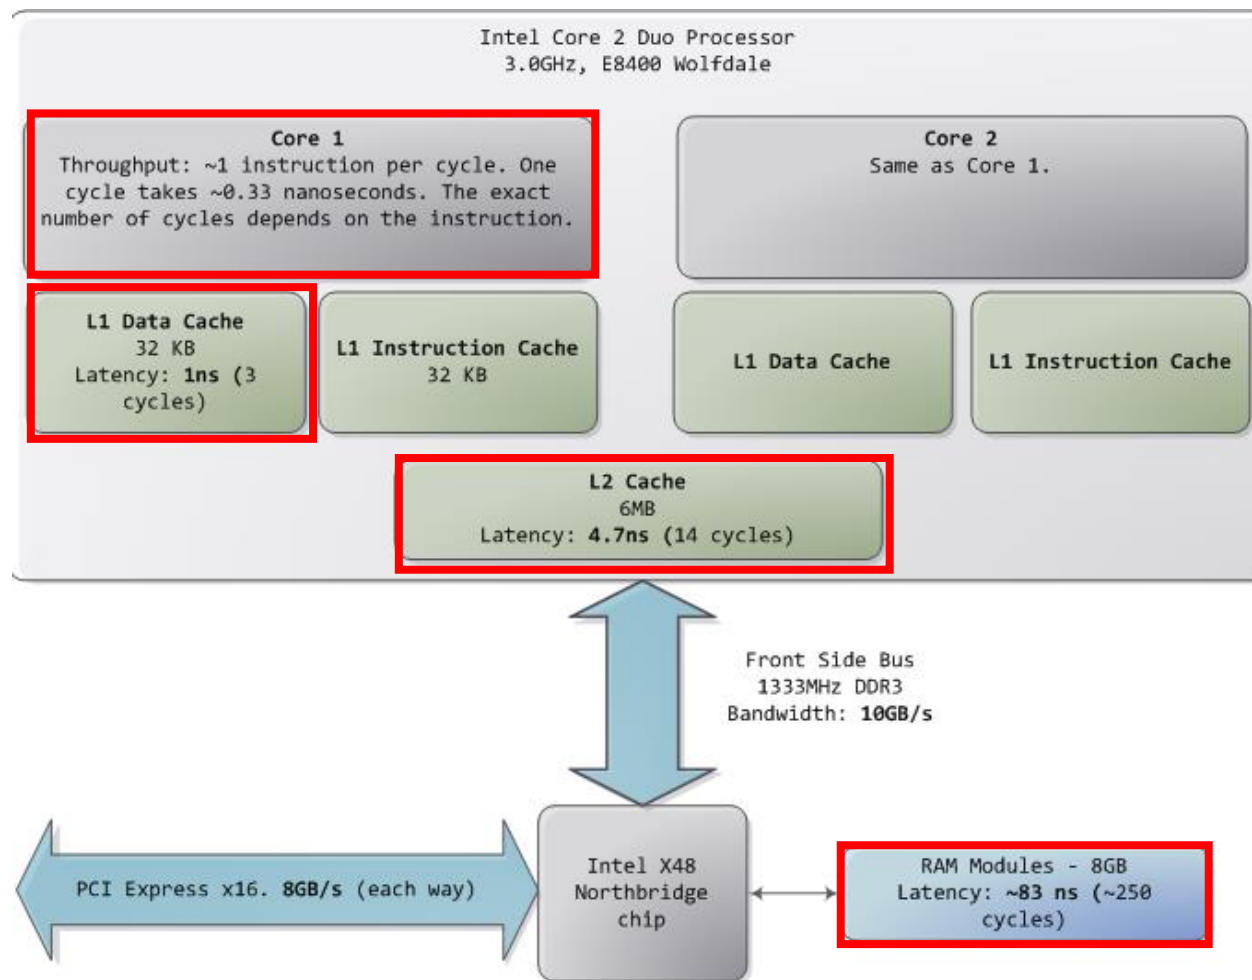 Intel Core 2 Duo Processor
3.0GHz, E8400 Wolfdale
Core 1
Throughput: ~1 instruction per cycle. One
cycle takes ~0.33 nanoseconds. The exact
number of cycles depends on the instruction.
Core 2
Same as Core 1.
L1 Data Cache
32 KB
Latency: 1ns (3
cycles)
L1 Instruction Cache
32 KB
L1 Data Cache
L1 Instruction Cache
L2 Cache
6MB
Latency: 4.7ns (14 cycles)
Front Side Bus
1333MHz DDR3
Bandwidth: 10GB/s
PCI Express x16. 8GB/s (each way)
Intel X48
Northbridge
chip
RAM Modules - 8GB
Latency: ~83 ns (~250
cycles)